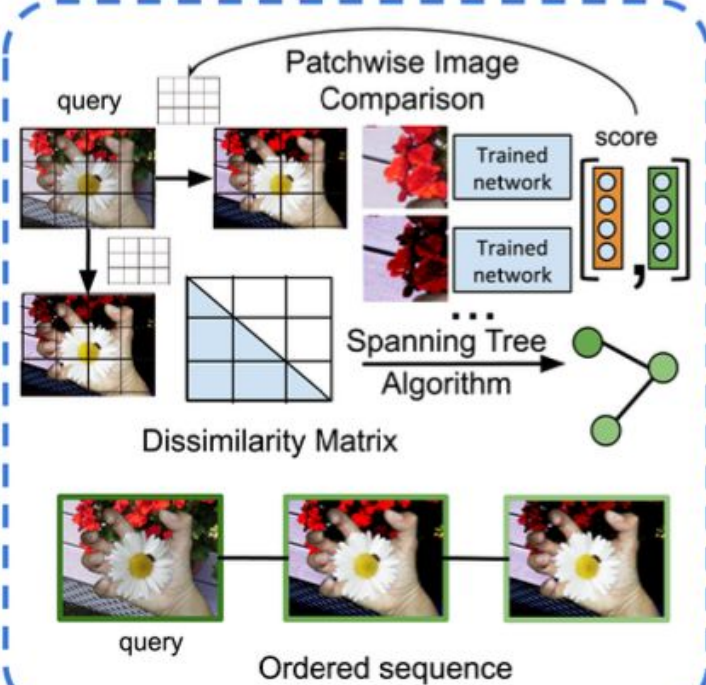 Patchwise Image
Comparison
query
score
Trained
network
Trained
network
,
...
Spanning Tree
Algorithm
Dissimilarity Matrix
query
Ordered sequence